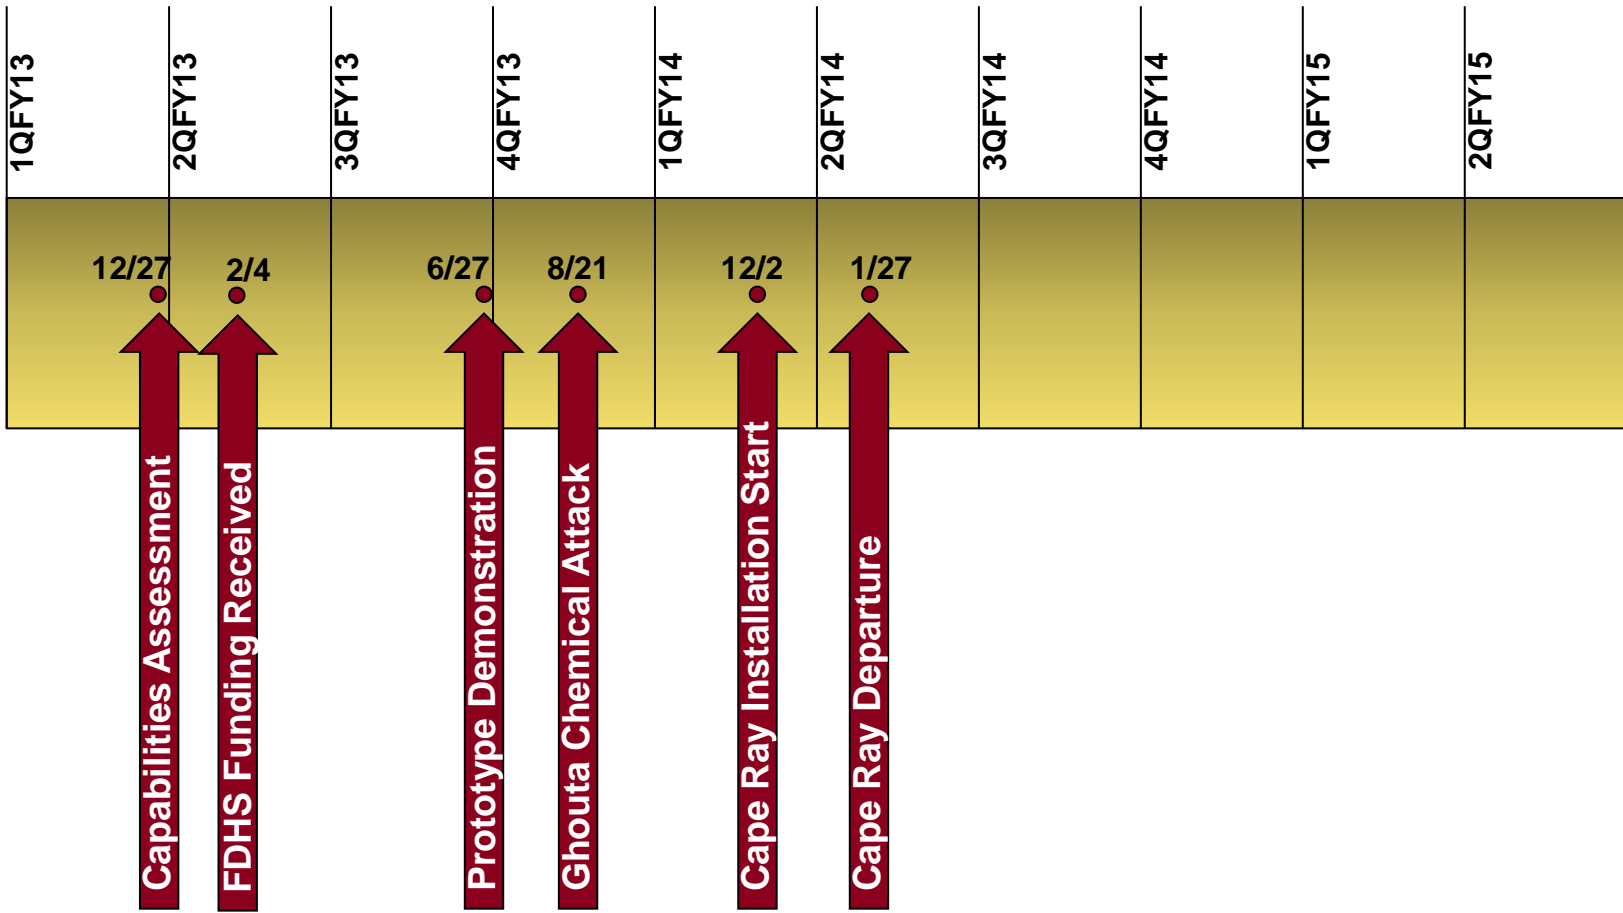 1QFY13
2QFY13
3QFY13
4QFY13
1QFY14
2QFY14
3QFY14
4QFY14
1QFY15
2QFY15
12/27
2/4
6/27
8/21
12/2
1/27
Capabilities Assessment
FDHS Funding Received
Prototype Demonstration
Ghouta Chemical Attack
Cape Ray Installation Start
Cape Ray Departure